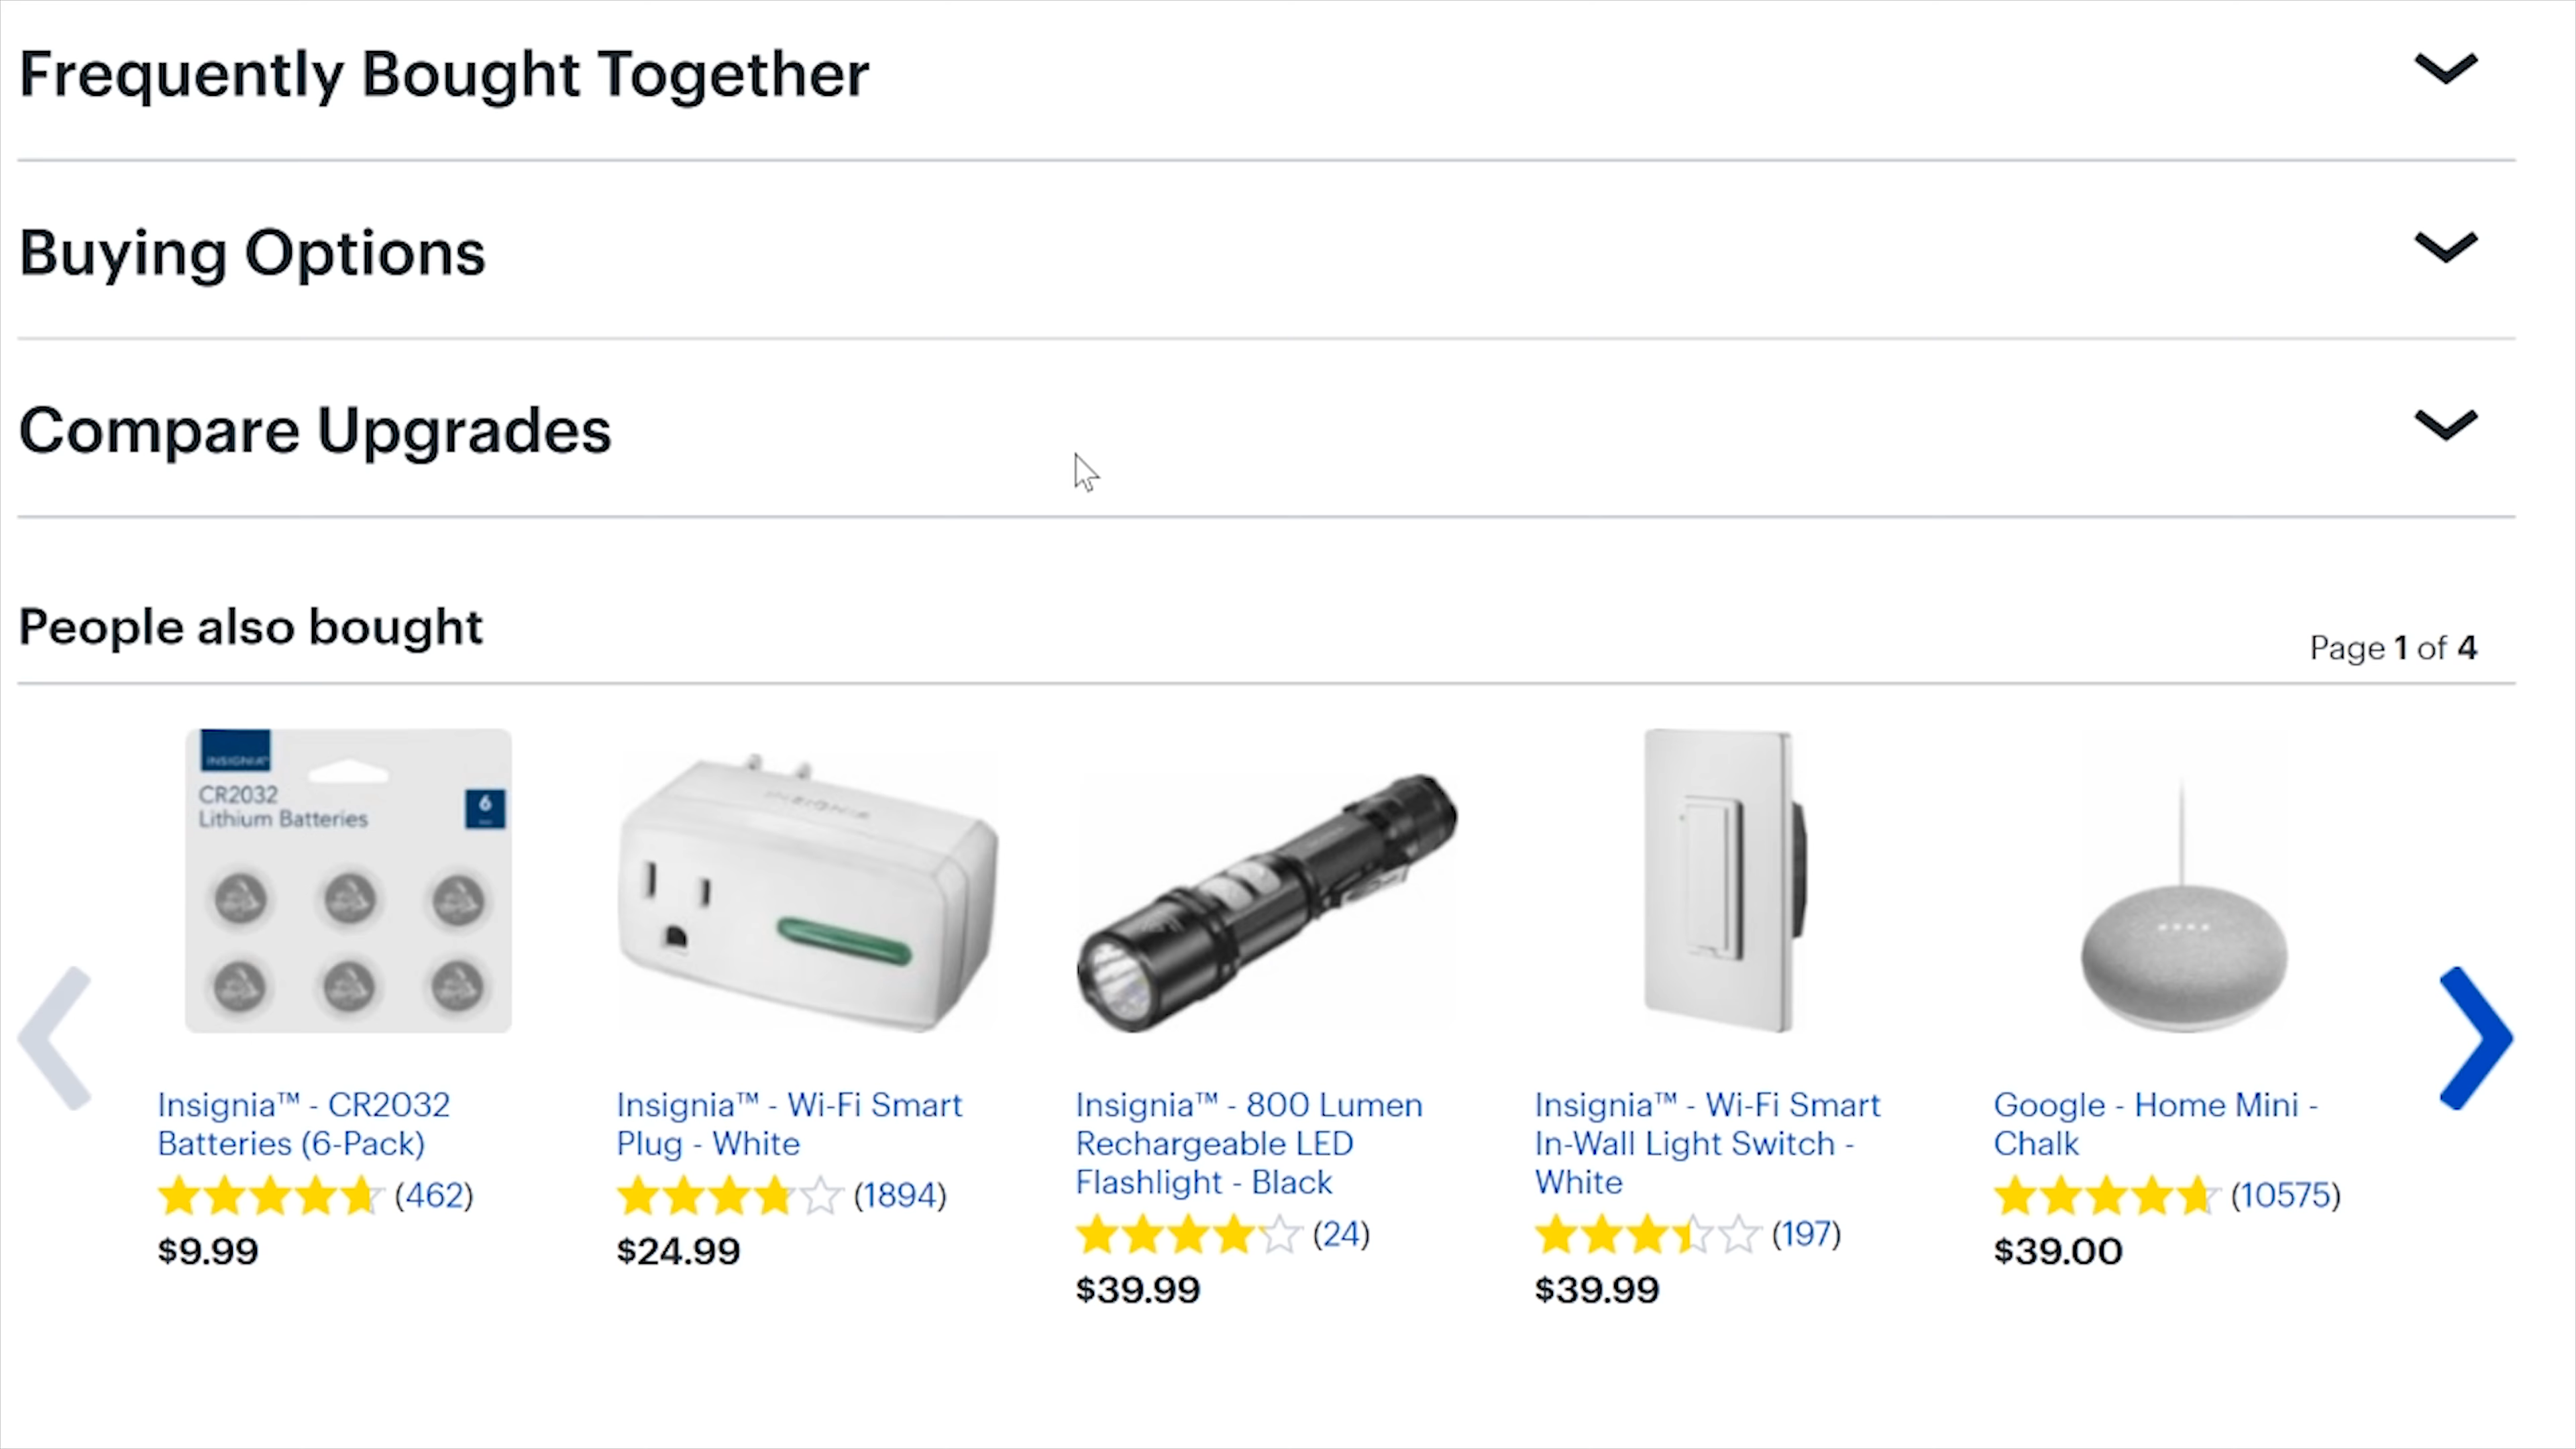 Frequently Bought Together
Buying Options
Compare Upgrades
People also bought
Page 1 of 4
INSIGNIA™
CR2032
Lithium Batteries
6
INSIGNIA
Insignia™ - CR2032
Batteries (6-Pack)
(462)
$9.99
Insignia™ - Wi-Fi Smart
Plug - White
(1894)
$24.99
Insignia™ - 800 Lumen
Rechargeable LED
Flashlight - Black
(24)
$39.99
Insignia™ - Wi-Fi Smart
In-Wall Light Switch -
White
(197)
$39.99
Google - Home Mini -
Chalk
(10575)
$39.00